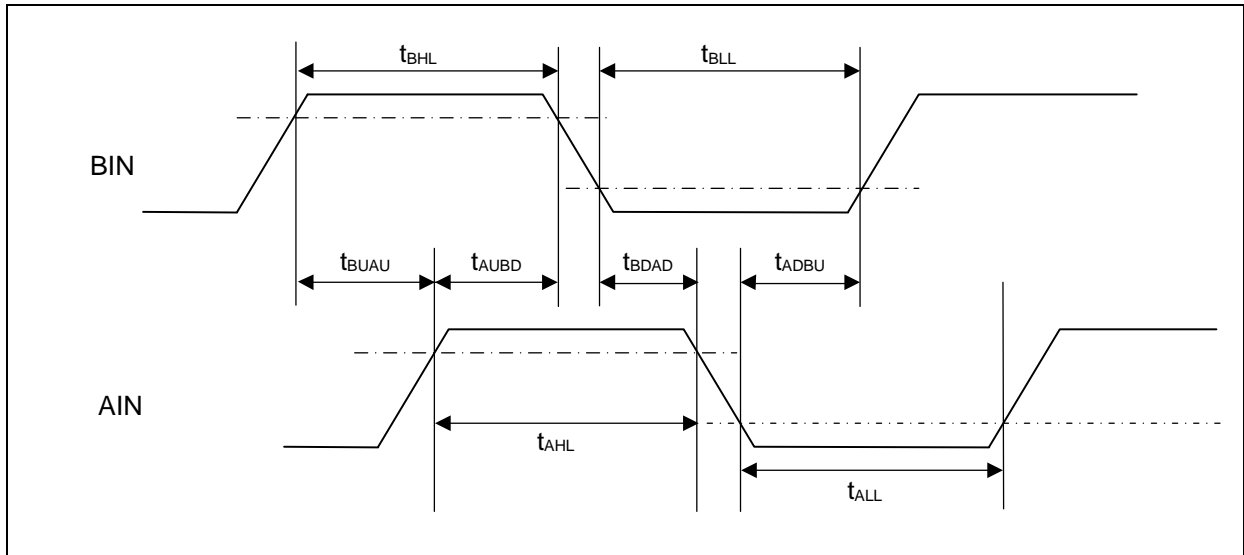 tBHL tBLL
BIN
tBUAU tAUBD tBDAD tADBU
AIN
tAHL
tALL